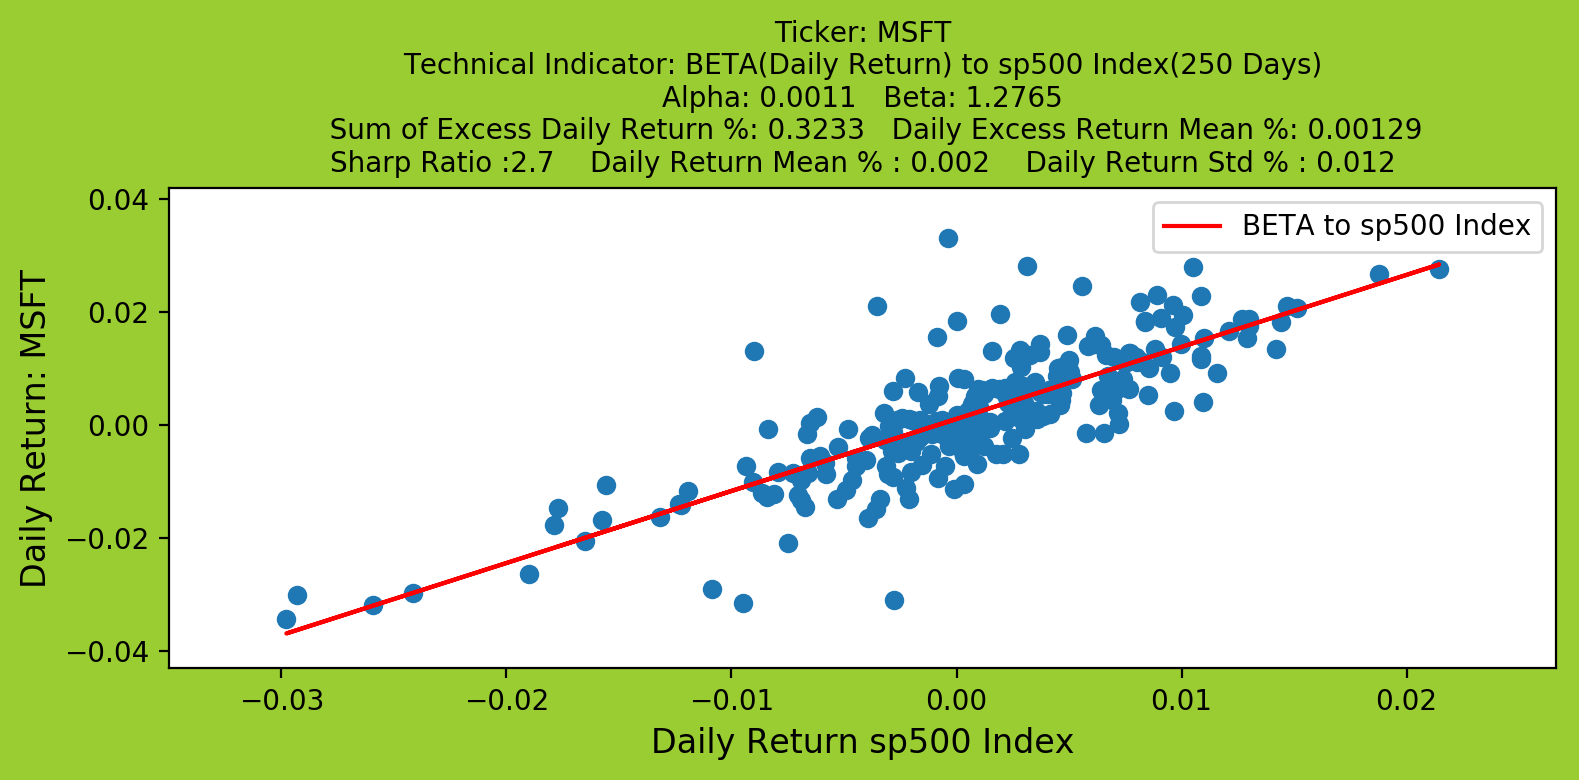 Ticker: MSFT
Technical Indicator: BETA(Daily Return) to sp500 Index(250 Days)
Alpha: 0.0011   Beta: 1.2765
Sum of Excess Daily Return %: 0.3233   Daily Excess Return Mean %: 0.00129
Sharp Ratio :2.7    Daily Return Mean % : 0.002    Daily Return Std % : 0.012
BETA to sp500 Index
Daily Return: MSFT
0.04
0.02
0.00
−0.02
−0.04
−0.03 −0.02 −0.01 0.00 0.01 0.02
Daily Return sp500 Index